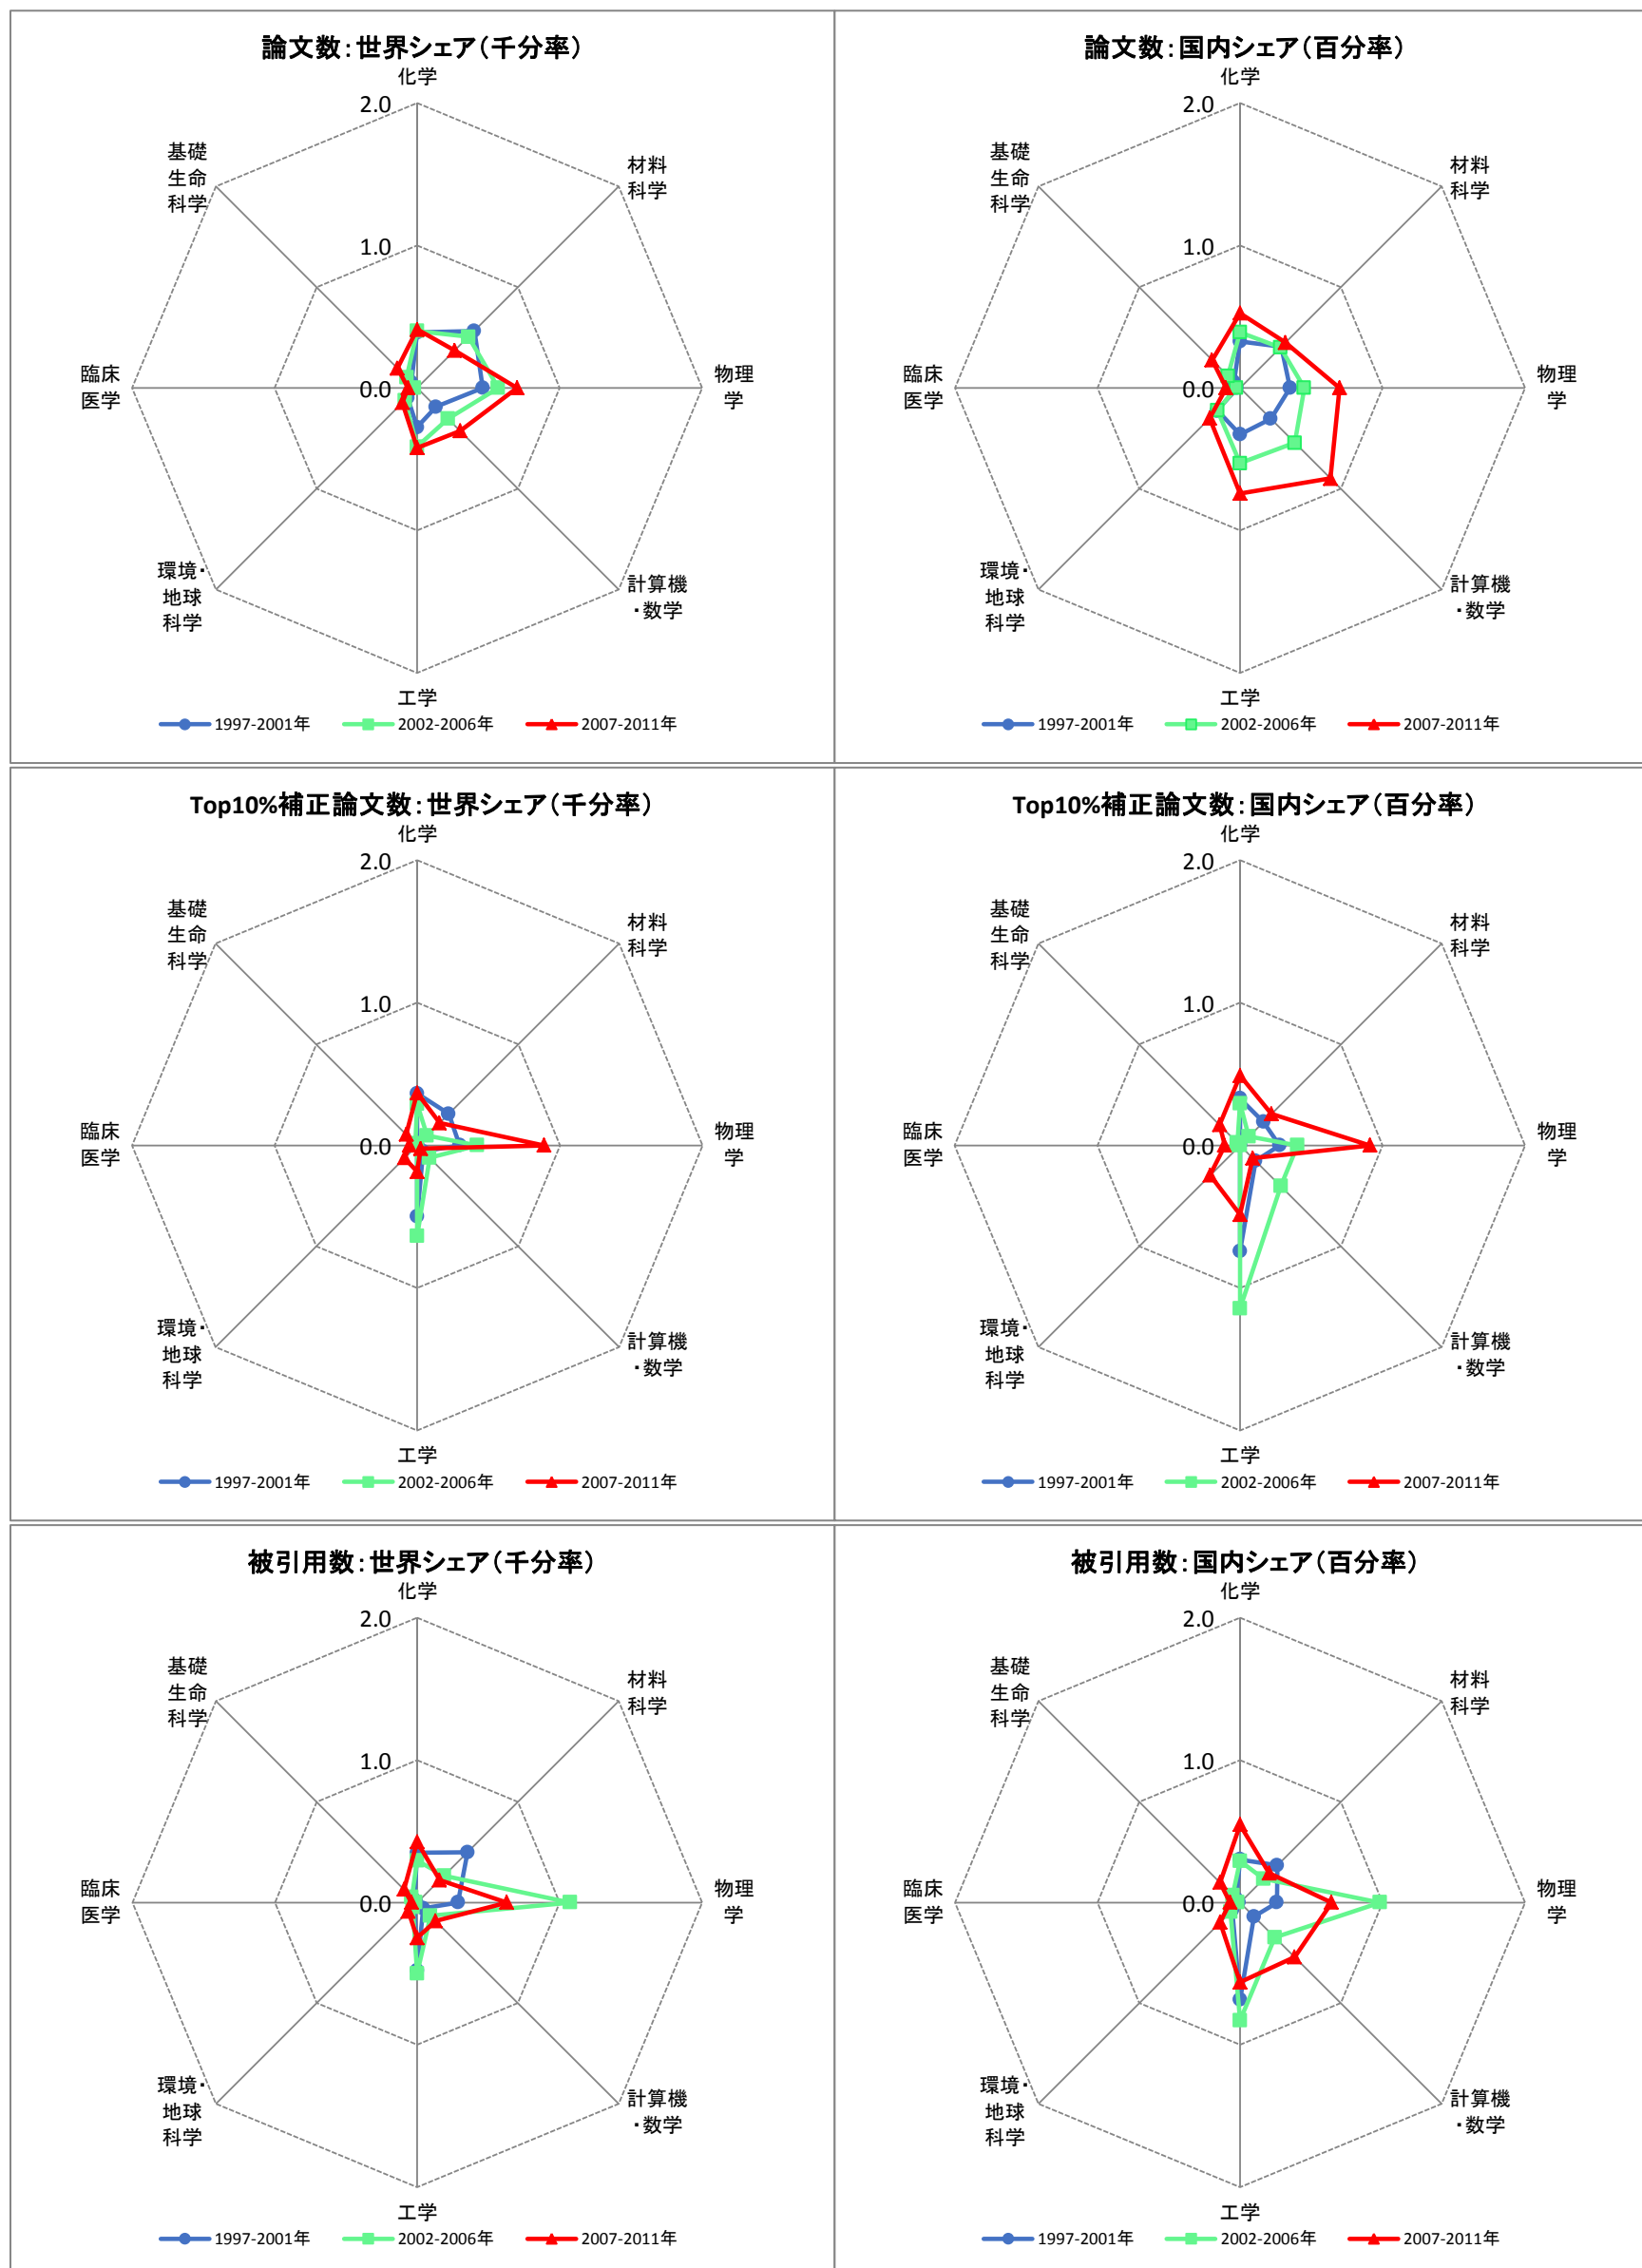 論文数：世界シェア（千分率）
化学
2.0
基礎
生命
科学
材料
科学
1.0
臨床
医学
0.0
物理
学
環境・
地球
科学
計算機
・数学
工学
1997-2001年 2002-2006年 2007-2011年
論文数：国内シェア（百分率）
化学
2.0
基礎
生命
科学
材料
科学
1.0
臨床
医学
0.0
物理
学
環境・
地球
科学
計算機
・数学
工学
1997-2001年 2002-2006年 2007-2011年
Top10%補正論文数：世界シェア（千分率）
化学
2.0
基礎
生命
科学
材料
科学
1.0
臨床
医学
0.0
物理
学
環境・
地球
科学
計算機
・数学
工学
1997-2001年 2002-2006年 2007-2011年
Top10%補正論文数：国内シェア（百分率）
化学
2.0
基礎
生命
科学
材料
科学
1.0
臨床
医学
0.0
物理
学
環境・
地球
科学
計算機
・数学
工学
1997-2001年 2002-2006年 2007-2011年
被引用数：世界シェア（千分率）
化学
2.0
基礎
生命
科学
材料
科学
1.0
臨床
医学
0.0
物理
学
環境・
地球
科学
計算機
・数学
工学
1997-2001年 2002-2006年 2007-2011年
被引用数：国内シェア（百分率）
化学
2.0
基礎
生命
科学
材料
科学
1.0
臨床
医学
0.0
物理
学
環境・
地球
科学
計算機
・数学
工学
1997-2001年 2002-2006年 2007-2011年